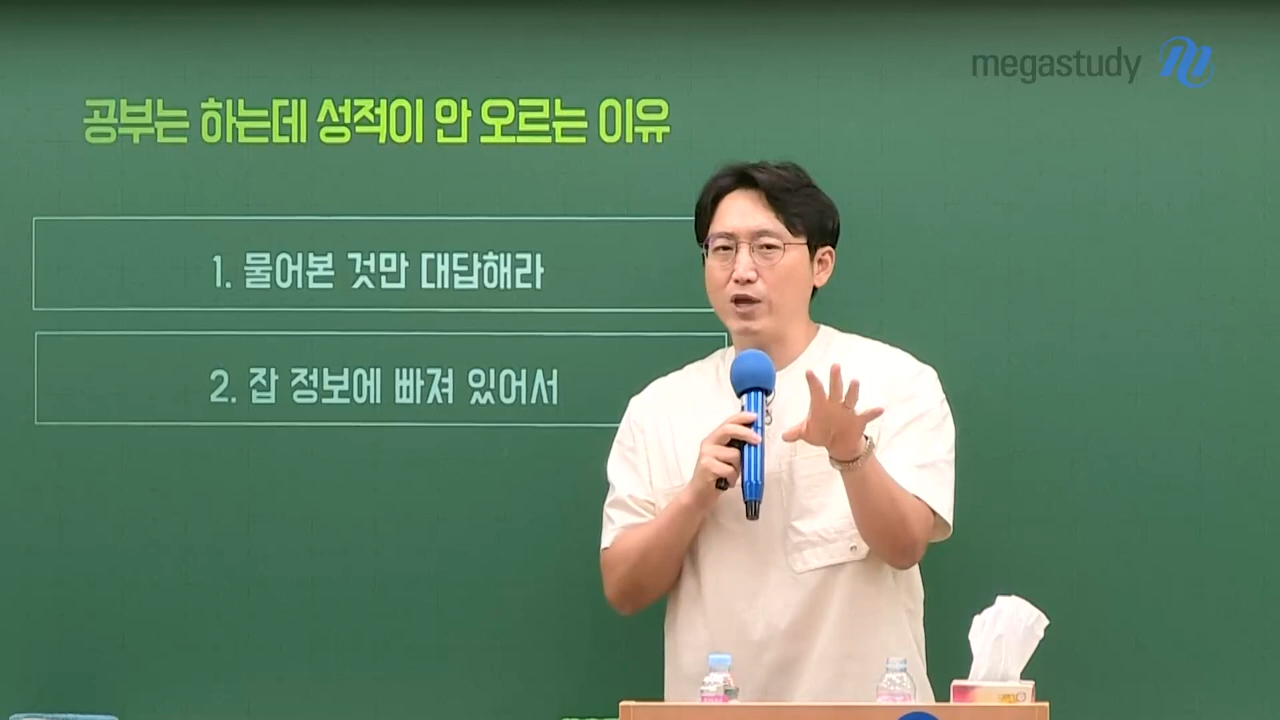 megastudy
공부는 하는데 성적이 안 오르는 이유
1. 물어본 것만 대답해라
2. 잡 정보에 빠져 있어서